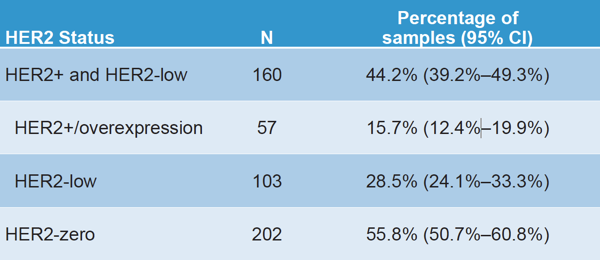 HER2 Status N Percentage of samples (95% CI)
HER2+ and HER2-low 160 44.2% (39.2%–49.3%)
HER2+/overexpression 57 15.7% (12.4%–19.9%)
HER2-low 103 28.5% (24.1%–33.3%)
HER2-zero 202 55.8% (50.7%–60.8%)